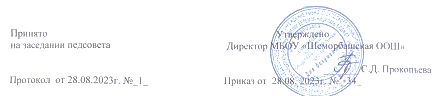 Принято
на заседании педсовета
Протокол от 28.08.2023г. №_1_
Утверждено
Директор МБОУ «Шеморбашская ООШ»
С.Д. Прокопьева
Приказ от 28.08. 2023г. № -34_